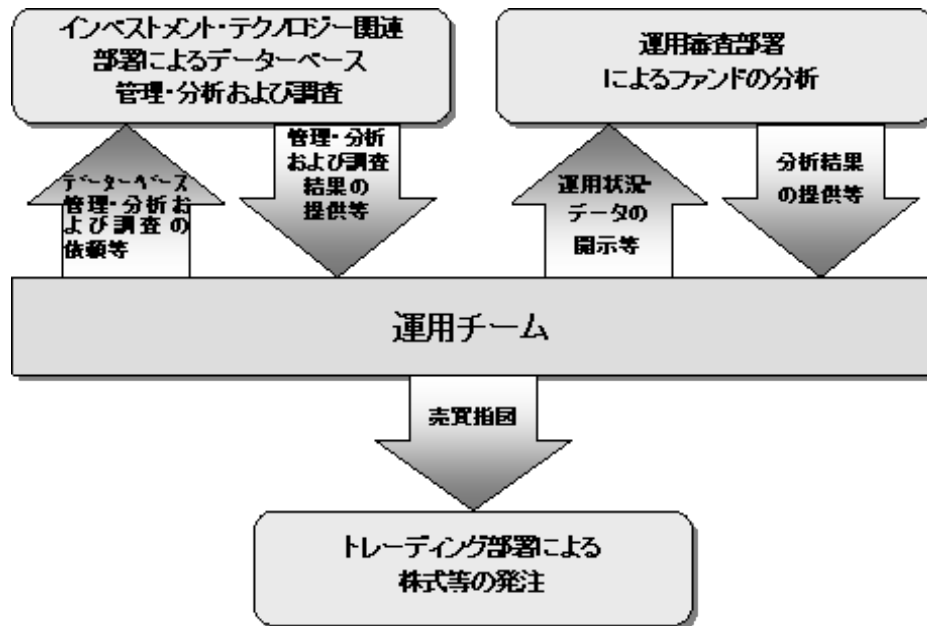 インベストメント・テクノロジー関連
部署によるデーターベース
管理・分析および調査
運用審査部署
によるファンドの分析
データーベース
管理・分析お
よび調査の
依頼等
管理・分析
および調査
結果の
提供等
運用状況・
データの
開示等
分析結果
の提供等
運用チーム
売買指図
トレーディング部署による
株式等の発注